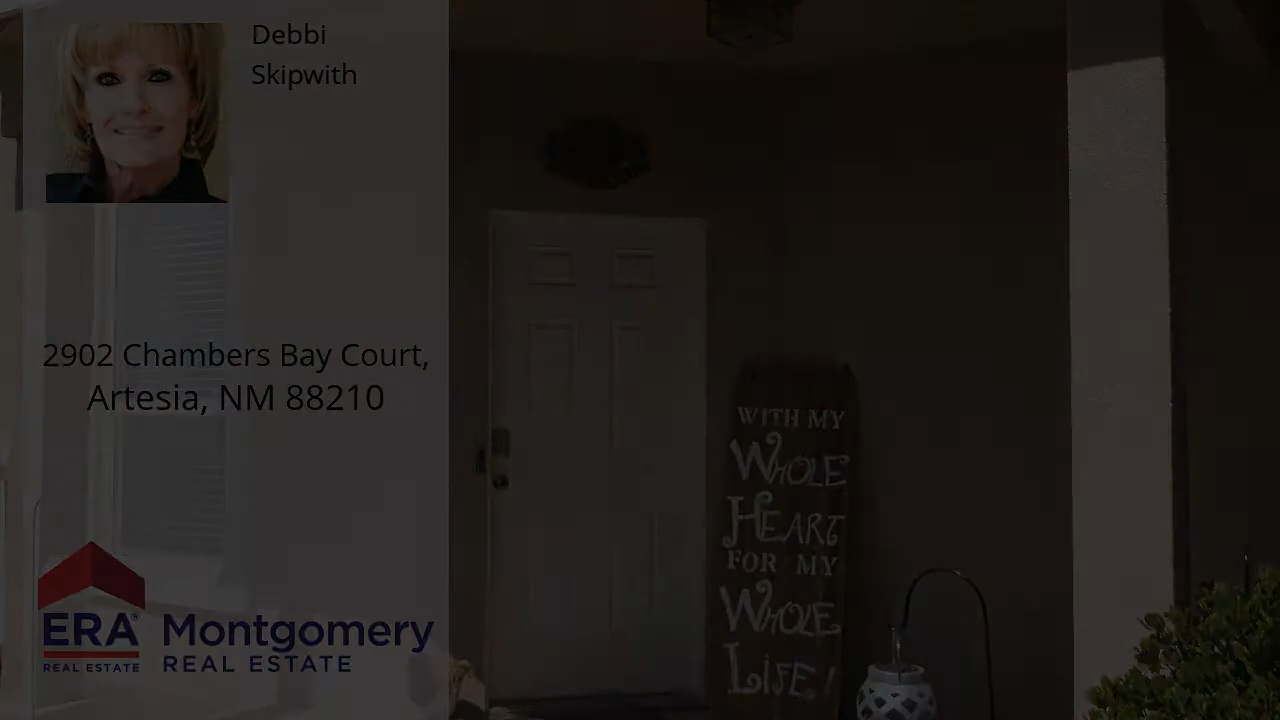 Debbi
Skipwith
2902 Chambers Bay Court,
Artesia, NM 88210
WITH MY
WHOLE
HEART
FOR MY
WHOLE
LIFE!
ERA® Montgomery
REAL ESTATE REAL ESTATE